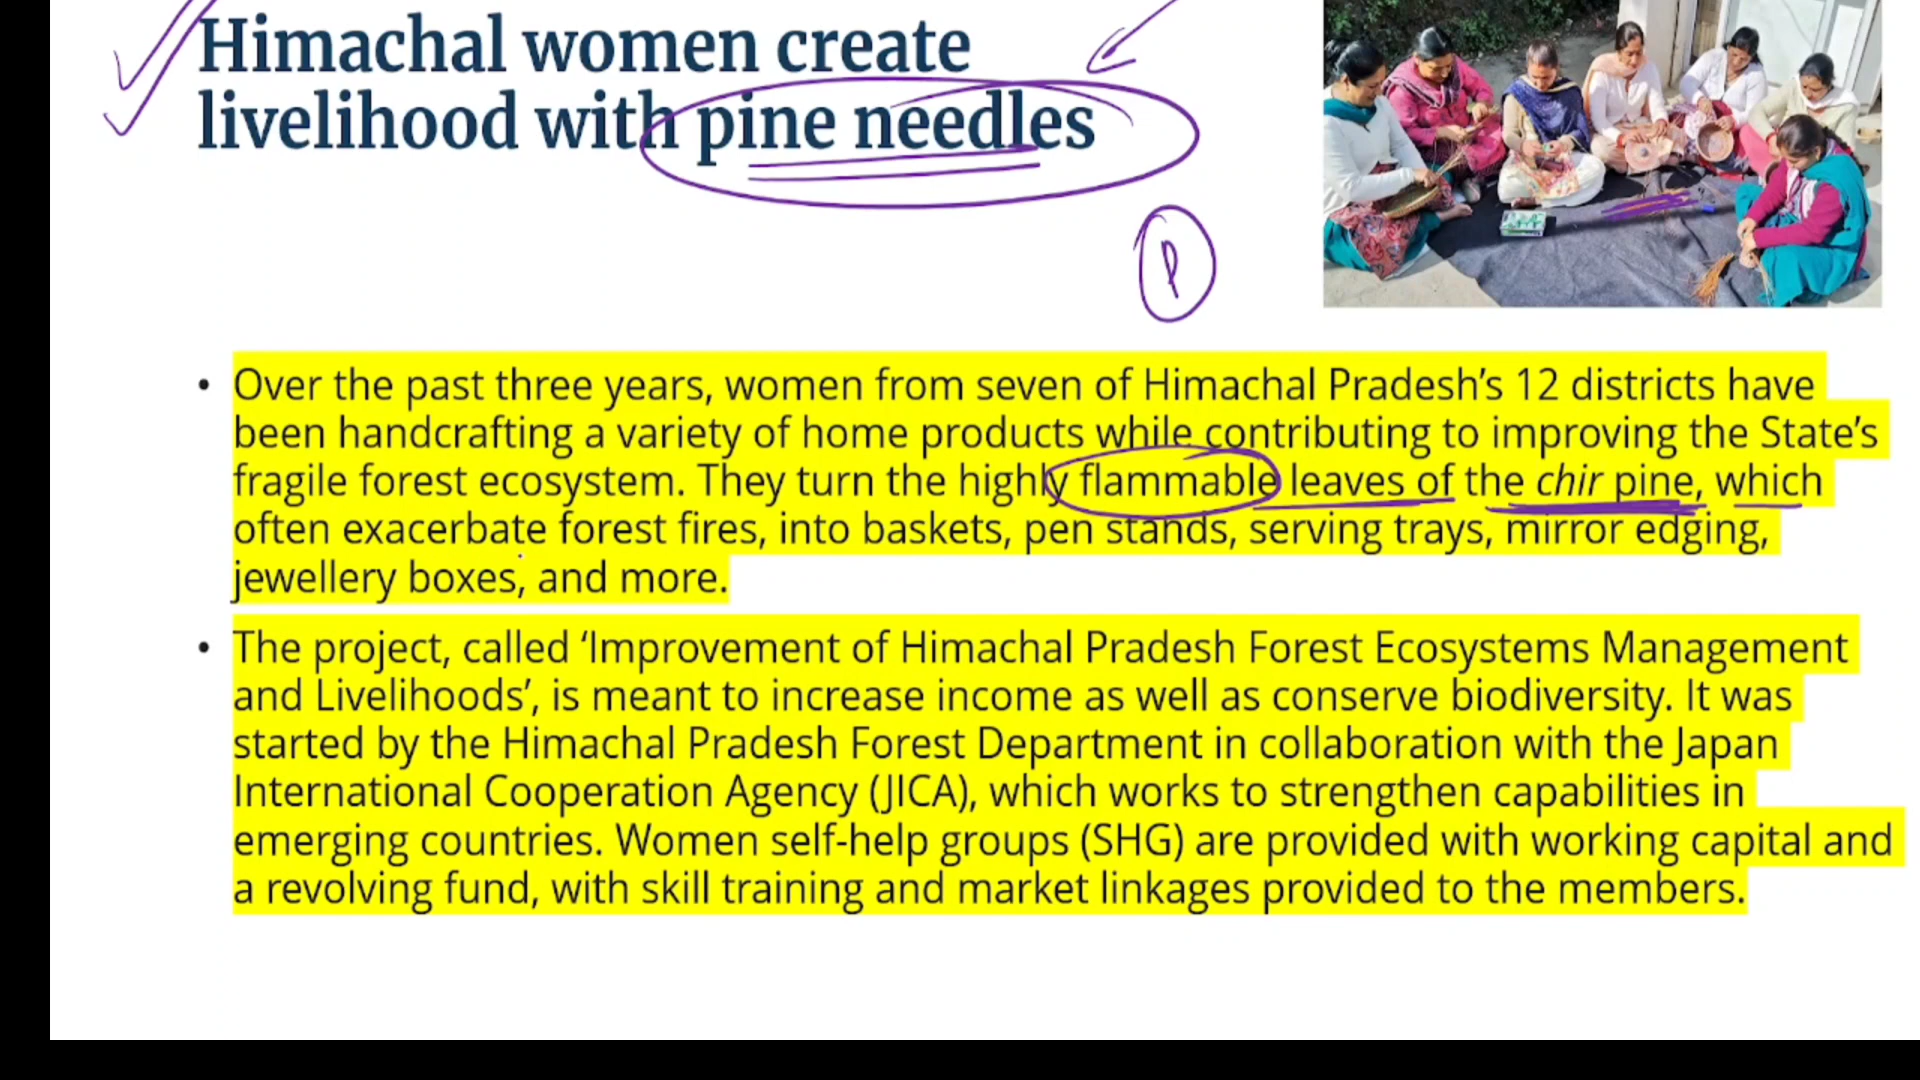 Himachal women create
livelihood with pine needles
P
• Over the past three years, women from seven of Himachal Pradesh’s 12 districts have
been handcrafting a variety of home products while contributing to improving the State’s
fragile forest ecosystem. They turn the highly flammable leaves of the chir pine, which
often exacerbate forest fires, into baskets, pen stands, serving trays, mirror edging,
jewellery boxes, and more.
• The project, called ‘Improvement of Himachal Pradesh Forest Ecosystems Management
and Livelihoods’, is meant to increase income as well as conserve biodiversity. It was
started by the Himachal Pradesh Forest Department in collaboration with the Japan
International Cooperation Agency (JICA), which works to strengthen capabilities in
emerging countries. Women self-help groups (SHG) are provided with working capital and
a revolving fund, with skill training and market linkages provided to the members.